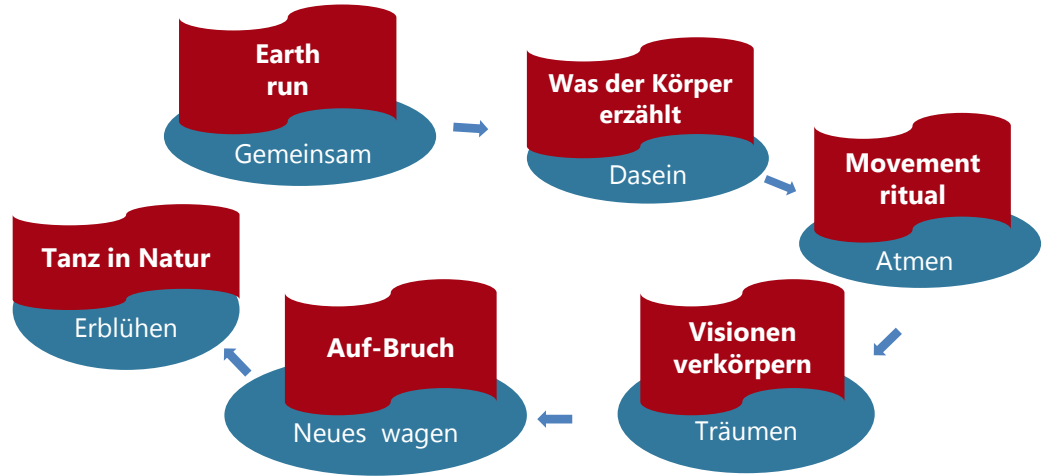 Earth
run
Gemeinsam
Was der Körper
erzählt
Dasein
Movement
ritual
Atmen
Visionen
verkörpern
Träumen
Auf-Bruch
Neues wagen
Tanz in Natur
Erblühen